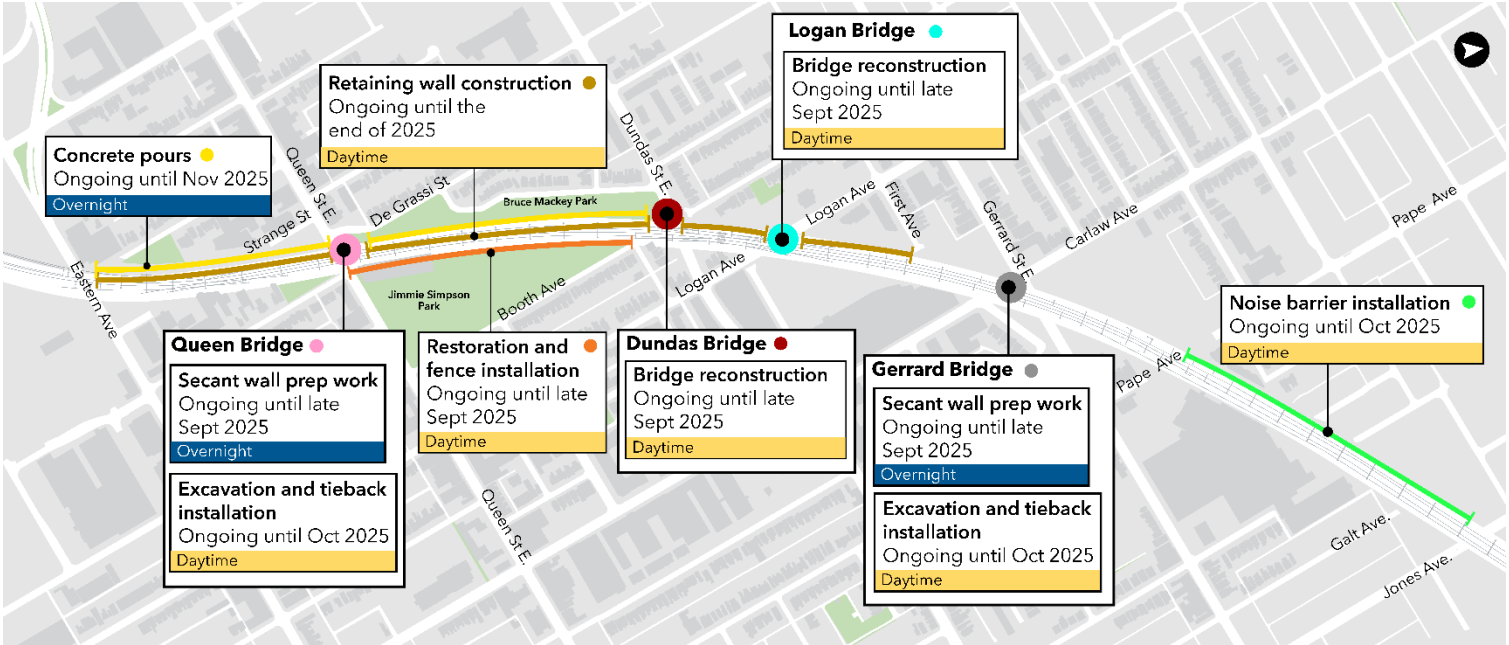 Logan Bridge
Bridge reconstruction
Ongoing until late
Sept 2025
Daytime
Retaining wall construction
Ongoing until the
end of 2025
Daytime
Concrete pours
Ongoing until Nov 2025
Overnight
Queen St E.
De Grassi St
Strange St
Bruce Mackey Park
Dundas St E.
Logan Ave
First Ave
Gerrard St E.
Carlaw Ave
Pape Ave
Eastern Ave
Jimmie Simpson
Park
Booth Ave
Logan Ave
Pape Ave
Noise barrier installation
Ongoing until Oct 2025
Daytime
Queen Bridge
Secant wall prep work
Ongoing until late
Sept 2025
Overnight
Excavation and tieback
installation
Ongoing until Oct 2025
Daytime
Restoration and
fence installation
Ongoing until late
Sept 2025
Daytime
Dundas Bridge
Bridge reconstruction
Ongoing until late
Sept 2025
Daytime
Gerrard Bridge
Secant wall prep work
Ongoing until late
Sept 2025
Overnight
Excavation and tieback
installation
Ongoing until Oct 2025
Daytime
Queen St E.
Galt Ave.
Jones Ave.